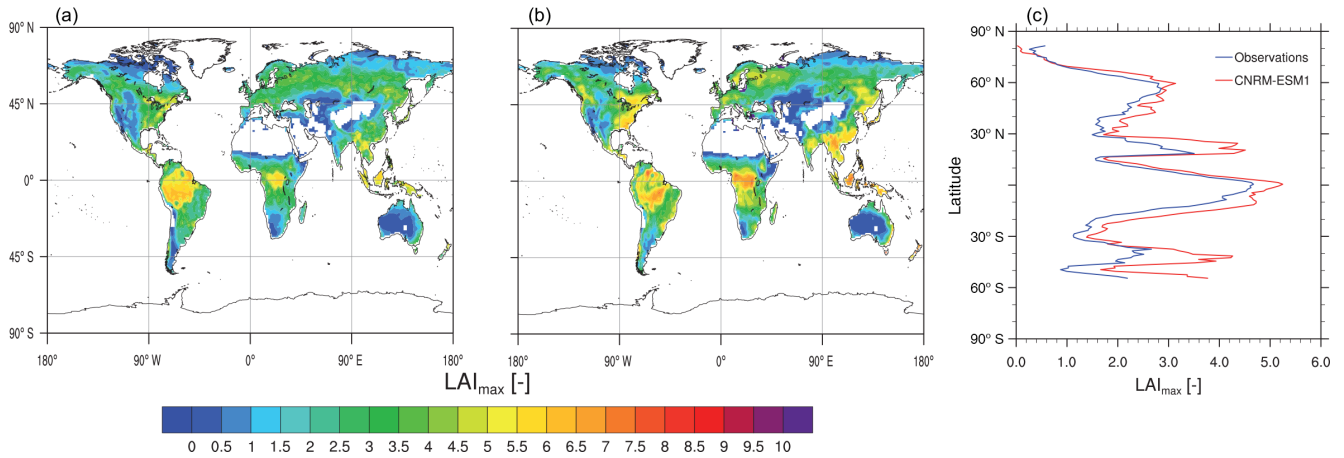 (a)
90° N
45° N
0°
45° S
90° S
180°
90° W
0°
90° E
180°
(b)
180°
90° W
0°
90° E
180°
LAImax [-]
0 0.5 1 1.5 2 2.5 3 3.5 4 4.5 5 5.5 6 6.5 7 7.5 8 8.5 9 9.5 10
(c)
Observations
CNRM-ESM1
Latitude
90° N
60° N
30° N
0°
30° S
60° S
90° S
0.0 1.0 2.0 3.0 4.0 5.0 6.0
LAImax [-]